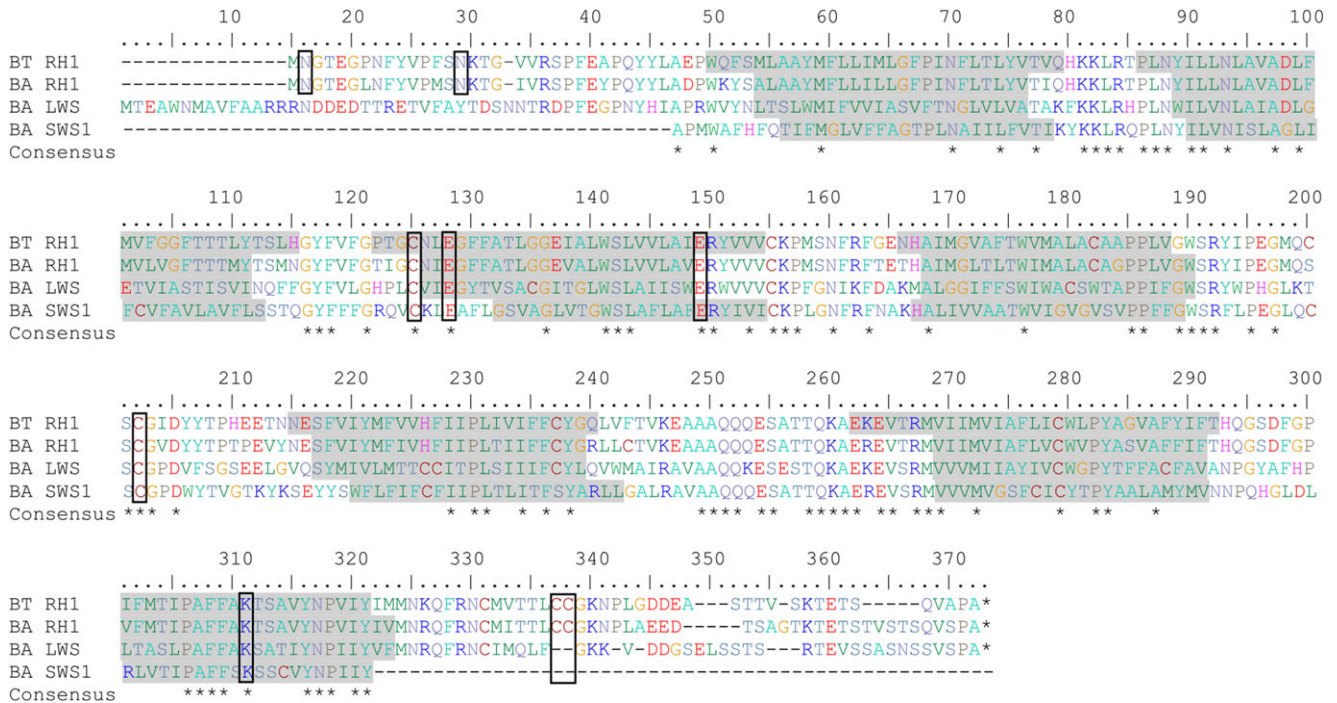 10 20 30 40 50 60 70 80 90 100
BT RH1 --------------MNGTEGPNFYVPFSNKTG-VVRSPFEAPQYYLAEPWQFSMLAAYMFLLIMLGFPINFLTLYVTVQHKKLRTPLNYILLNLAVADLF
BA RH1 --------------MNGTEGLNFYVPMSNKTG-IVRSPFEYPQYYLADPWKYSALAAYMFLLILLGFPINFLTLYVTIQHKKLRTPLNYILLNLAVADLF
BA LWS MTEAWNMAVFAARRRNDDEDTTRETVFAYTDSNNTRDPFEGPNYHIAPRWVYNLTSLWMIFVVIASVFTNGLVLVATAKFKKLRHPLNWILVNLAIADLG
BA SWS1 ----------------------------------------------APMWAFHFQTIFMGLVFFAGTPLNAIILFVTIKYKKLRQPLNYILVNISLAGLI
Consensus * * * * * * **** **** ** * * *
110 120 130 140 150 160 170 180 190 200
BT RH1 MVFGGFTTTLYTSLHGYFVFGPTGCNLEGFFATLGGEIALWSLVVLAIERYVVVCKPMSNFRFGENHAIMGVAFTWVMALACAAPPLVGWSRYIPEGMQC
BA RH1 MVLVGFTTTMYTSMNGYFVFGTIGCNIEGFFATLGGEVALWSLVVLAVERYVVVCKPMSNFRFTETHAIMGLTLTWIMALACAGPPLVGWSRYIPEGMQS
BA LWS ETVIASTISVINQFFGYFVLGHPLCVLEGYTVSACGITGLWSLAIISWERWVVVCKPFGNIKFDAKMALGGIFFSWIWACSWTAPPIFGWSRYWPHGLKT
BA SWS1 FCVFAVLAVFLSSTQGYFFFGRQVCKLEAFLGSVAGLVTGWSLAFLAFERYIVICKPLGNFRFNAKHALIVVAATWVIGVGVSVPPFFGWSRFLPEGLQC
Consensus *** * * * * *** ** * *** * * * * ** **** * *
210 220 230 240 250 260 270 280 290 300
BT RH1 SCGIDYYTPHEETNNESFVIYMFVVHFIIPLIVIFFCYGQLVFTVKEAAAQQQESATTQKAEKEVTRMVIIMVIAFLICWLPYAGVAFYIFTHQGSDFGP
BA RH1 SCGVDYYTPTPEVYNESFVIYMFIVHFIIPLTIIFFCYGRLLCTVKEAAAQQQESATTQKAEKEVTRMVIIMVIAFLICWVPYASVAFFIFTHQGSDFGP
BA LWS SCGPDVFSGSEELGVQSYMIVLMTTCCITPLSIIIFCYLQVWMAIRAVAAQQKESESTQKAEKEVSRMVVVMIIAYIVCWGPYTFFACFAVANPGYAFHP
BA SWS1 SCGPDWYTVGTKYKSEYYSWFLFIFCFIIPLTLITFSYARLLGALRAVAAQQQESATTQKAEREVSRMVVVMVGSFCICYTPYAALAMYMVNNPQHGLDL
Consensus *** * * ** * * * **** ** ***** ** *** * * ** *
310 320 330 340 350 360 370
BT RH1 IFMTIPAFFAKTSAVYNPVIYIMMNKQFRNCMVTTLCCGKNPLGDDEA---STTV-SKTETS-----QVAPA*
BA RH1 VFMTIPAFFAKTSAVYNPVIYIVMNRQFRNCMITTLCCGKNPLAEED-----TSAGTKTETSTVSTSQVSPA*
BA LWS LTASLPAFFAKSATIYNPIIYVFMNRQFRNCIMQLF--GKK-V-DDGSELSSTS--RTEVSSASNSSVSPA*
BA SWS1 RLVTIPAFFSKSSCVYNPIIY----------------------------------------------------
Consensus **** * *** **